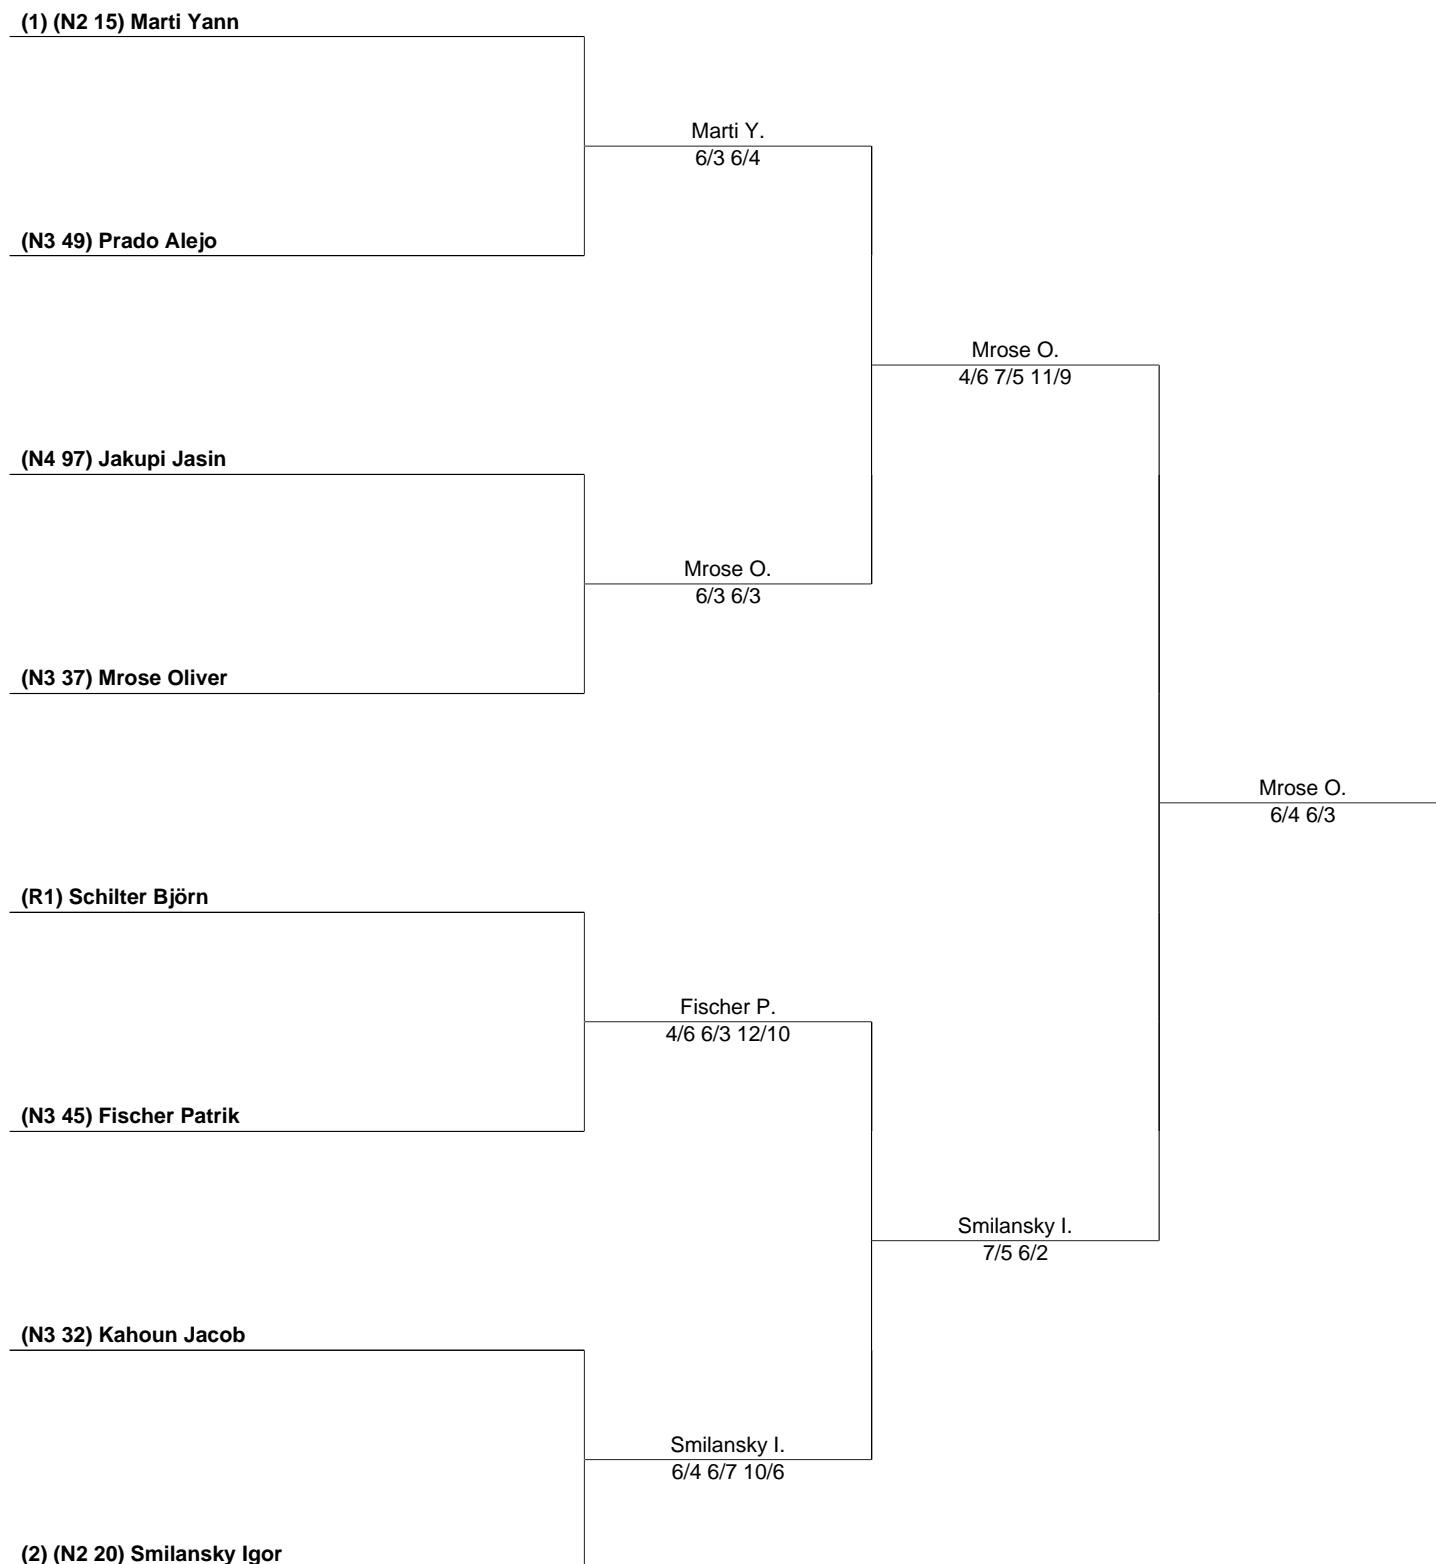 (1) (N2 15) Marti Yann
Marti Y.
6/3 6/4
(N3 49) Prado Alejo
Mrose O.
4/6 7/5 11/9
(N4 97) Jakupi Jasin
Mrose O.
6/3 6/3
(N3 37) Mrose Oliver
Mrose O.
6/4 6/3
(R1) Schilter Björn
Fischer P.
4/6 6/3 12/10
(N3 45) Fischer Patrik
Smilansky I.
7/5 6/2
(N3 32) Kahoun Jacob
Smilansky I.
6/4 6/7 10/6
(2) (N2 20) Smilansky Igor